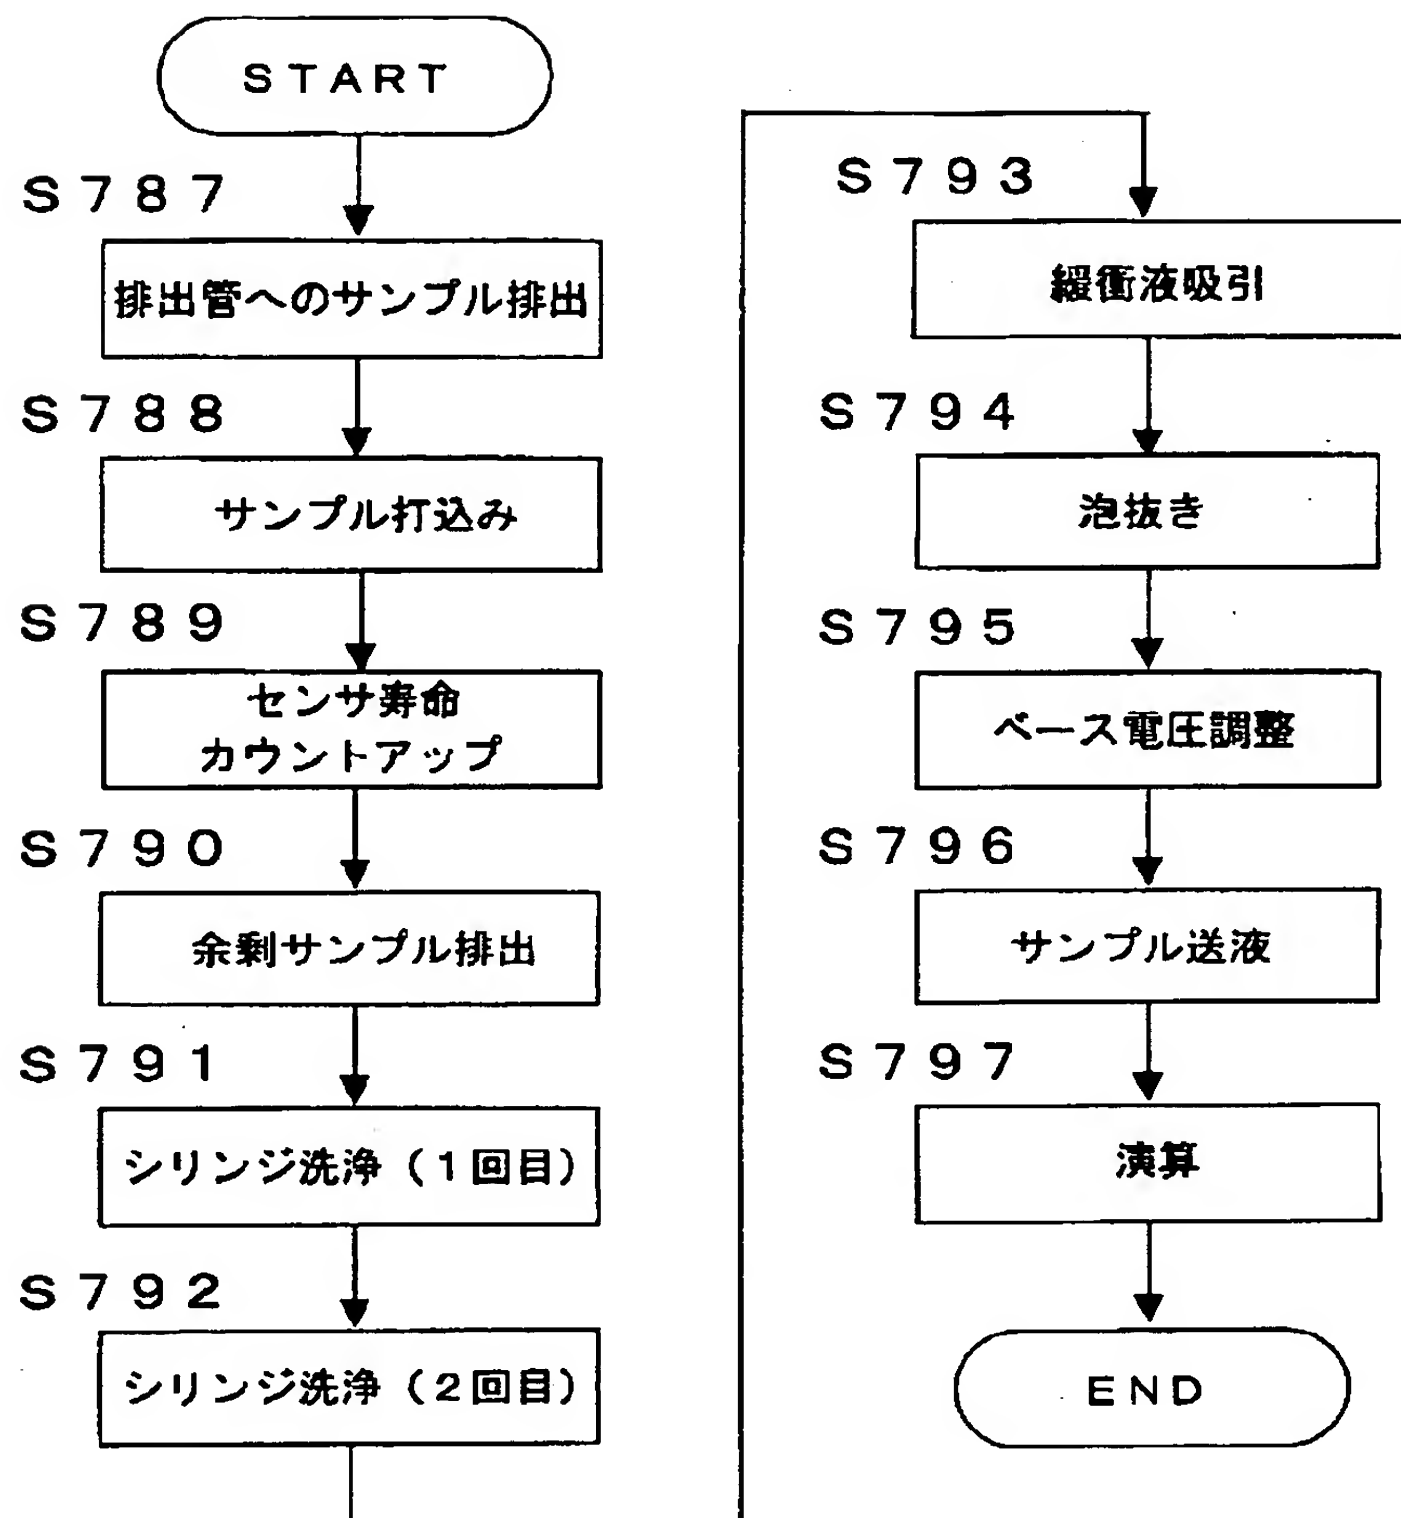 START
S787
排出管へのサンプル排出
S788
サンプル打込み
S789
センサ寿命
カウントアップ
S790
余剰サンプル排出
S791
シリンジ洗浄（1回目）
S792
シリンジ洗浄（2回目）
S793
緩衝液吸引
S794
泡抜き
S795
ベース電圧調整
S796
サンプル送液
S797
演算
END